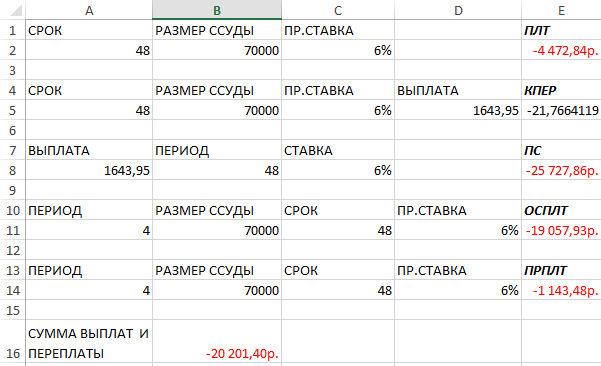 A B C D E
1 СРОК РАЗМЕР ССУДЫ ПР.СТАВКА ПЛТ
2 48 70000 6% -4 472,84р.
3
4 СРОК РАЗМЕР ССУДЫ ПР.СТАВКА ВЫПЛАТА КПЕР
5 48 70000 6% 1643,95 -21,7664119
6
7 ВЫПЛАТА ПЕРИОД СТАВКА ПС
8 1643,95 48 6% -25 727,86р.
9
10 ПЕРИОД РАЗМЕР ССУДЫ СРОК ПР.СТАВКА ОСПЛТ
11 4 70000 48 6% -19 057,93р.
12
13 ПЕРИОД РАЗМЕР ССУДЫ СРОК ПР.СТАВКА ПРПЛТ
14 4 70000 48 6% -1 143,48р.
15
СУММА ВЫПЛАТ И
16 ПЕРЕПЛАТЫ -20 201,40р.